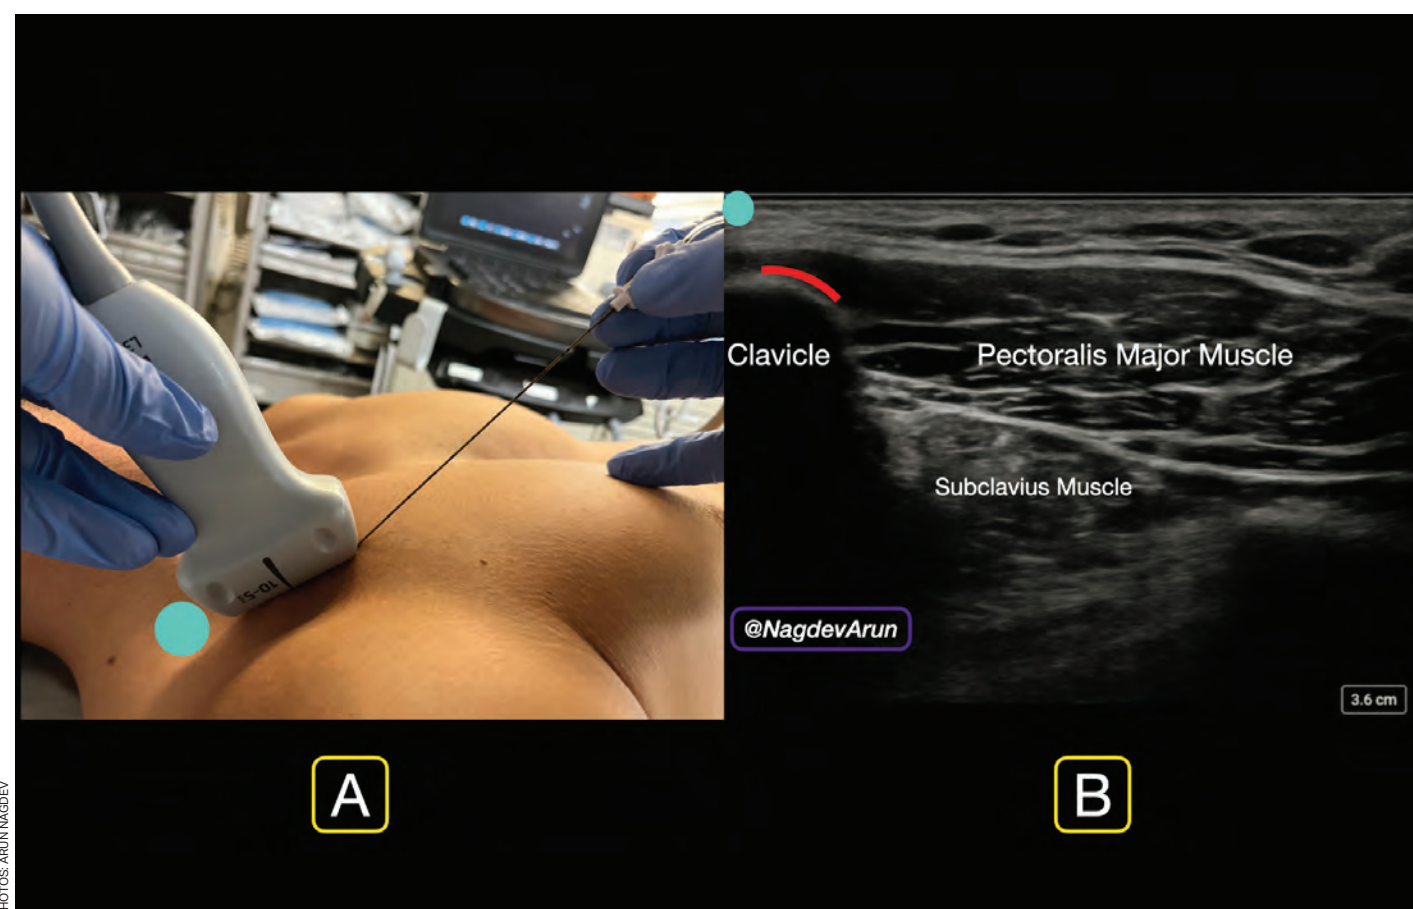 Clavicle
Pectoralis Major Muscle
Subclavius Muscle
@NagdevArun
3.6 cm
10-5
A
B
PHOTOS: ARUN NAGDEV